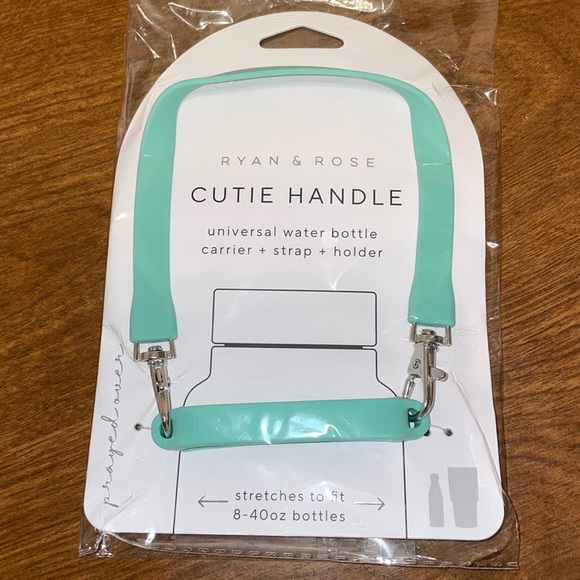 RYAN & ROSE
CUTIE HANDLE
universal water bottle
carrier + strap + holder
prayed over
stretches to fit
8-40oz bottles